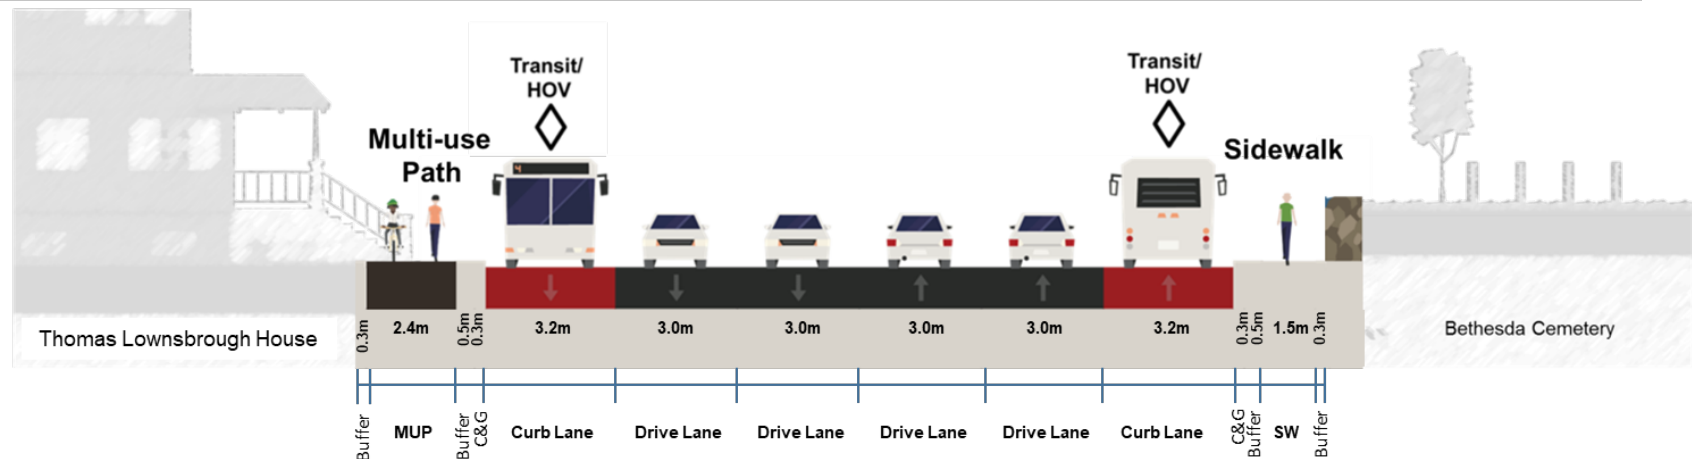 Transit/
HOV
Transit/
HOV
Multi-use
Path
Sidewalk
4
Thomas Lownsbrough House
0.3m
2.4m
0.5m
0.3m
3.2m
3.0m
3.0m
3.0m
3.0m
3.2m
0.3m
0.5m
1.5m
0.3m
Bethesda Cemetery
Buffer
MUP
Buffer
C&G
Curb Lane
Drive Lane
Drive Lane
Drive Lane
Drive Lane
Curb Lane
C&G
Buffer
SW
Buffer